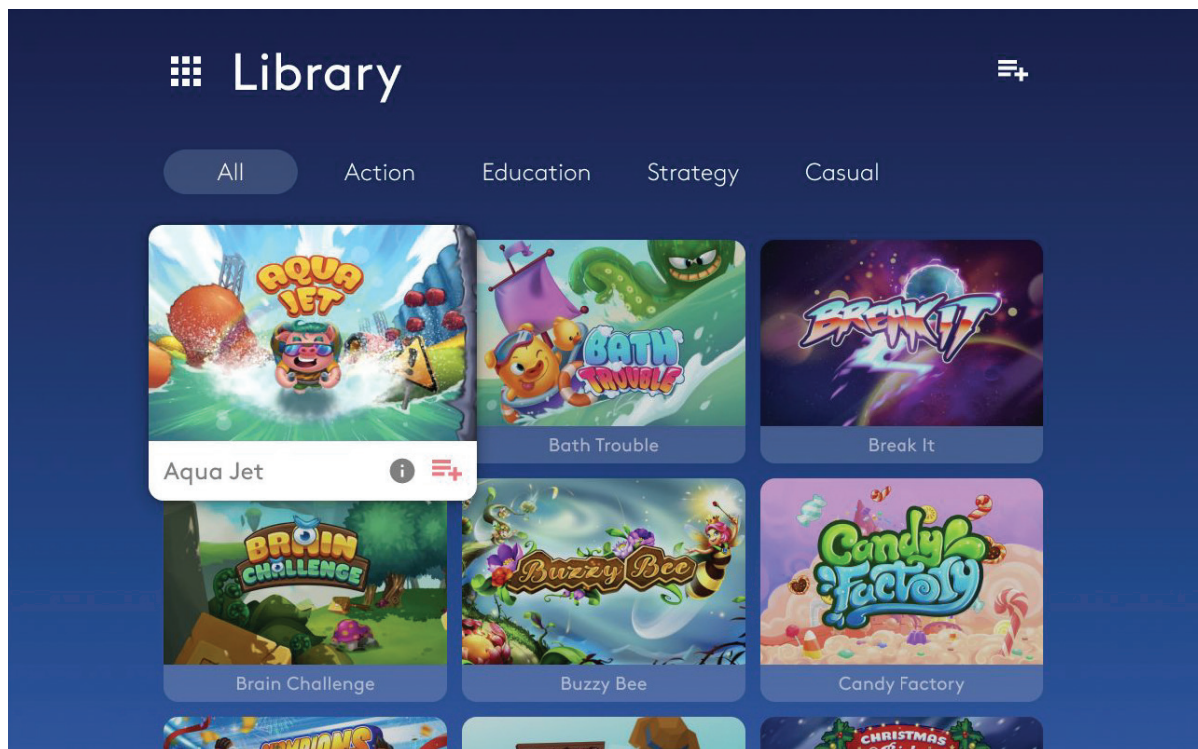 Library
All Action Education Strategy Casual
AQUA
JET
BATH
TROUBLE
BREAK IT
Aqua Jet
Bath Trouble
Break It
BRAIN
CHALLENGE
Buzzy Bee
Candy
Factory
Brain Challenge
Buzzy Bee
Candy Factory
CHAMPIONS
CHRISTMAS